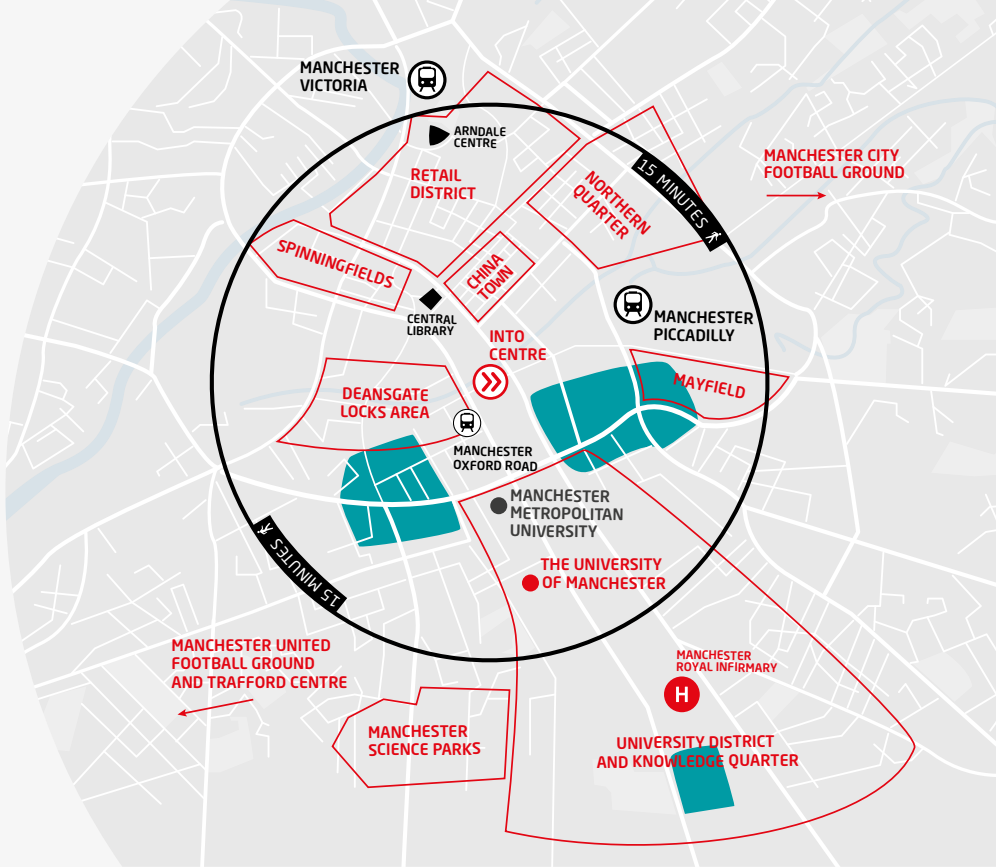 MANCHESTER
VICTORIA
ARNDALE
CENTRE
RETAIL
DISTRICT
NORTHERN
QUARTER
15 MINUTES
MANCHESTER CITY
FOOTBALL GROUND
SPINNINGFIELDS
CHINA
TOWN
CENTRAL
LIBRARY
MANCHESTER
PICCADILLY
INTO
CENTRE
MAYFIELD
DEANSGATE
LOCKS AREA
MANCHESTER
OXFORD ROAD
MANCHESTER
METROPOLITAN
UNIVERSITY
15 MINUTES
THE UNIVERSITY
OF MANCHESTER
MANCHESTER UNITED
FOOTBALL GROUND
AND TRAFFORD CENTRE
MANCHESTER
ROYAL INFIRMARY
H
MANCHESTER
SCIENCE PARKS
UNIVERSITY DISTRICT
AND KNOWLEDGE QUARTER